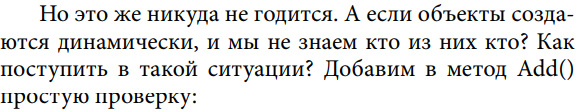 Но это же никуда не годится. А если объекты созда-
ются динамически, и мы не знаем кто из них кто? Как
поступить в такой ситуации? Добавим в метод Add()
простую проверку: